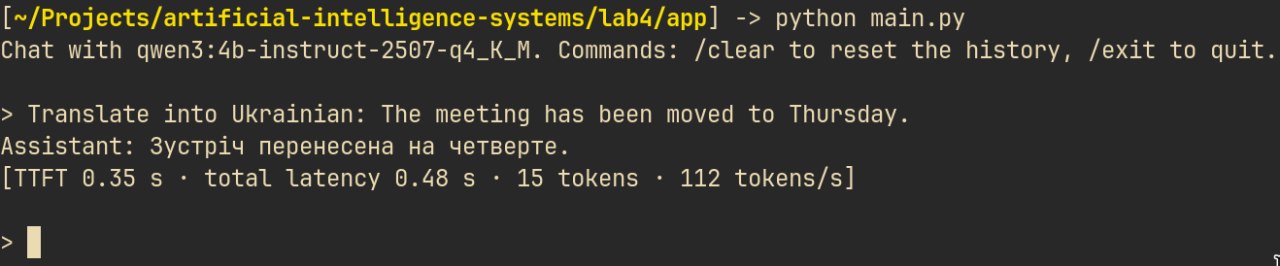 [~/Projects/artificial-intelligence-systems/lab4/app] -> python main.py
Chat with qwen3:4b-instruct-2507-q4_K_M. Commands: /clear to reset the history, /exit to quit.
> Translate into Ukrainian: The meeting has been moved to Thursday.
Assistant: Зустріч перенесена на четверте.
[TTFT 0.35 s · total latency 0.48 s · 15 tokens · 112 tokens/s]
>